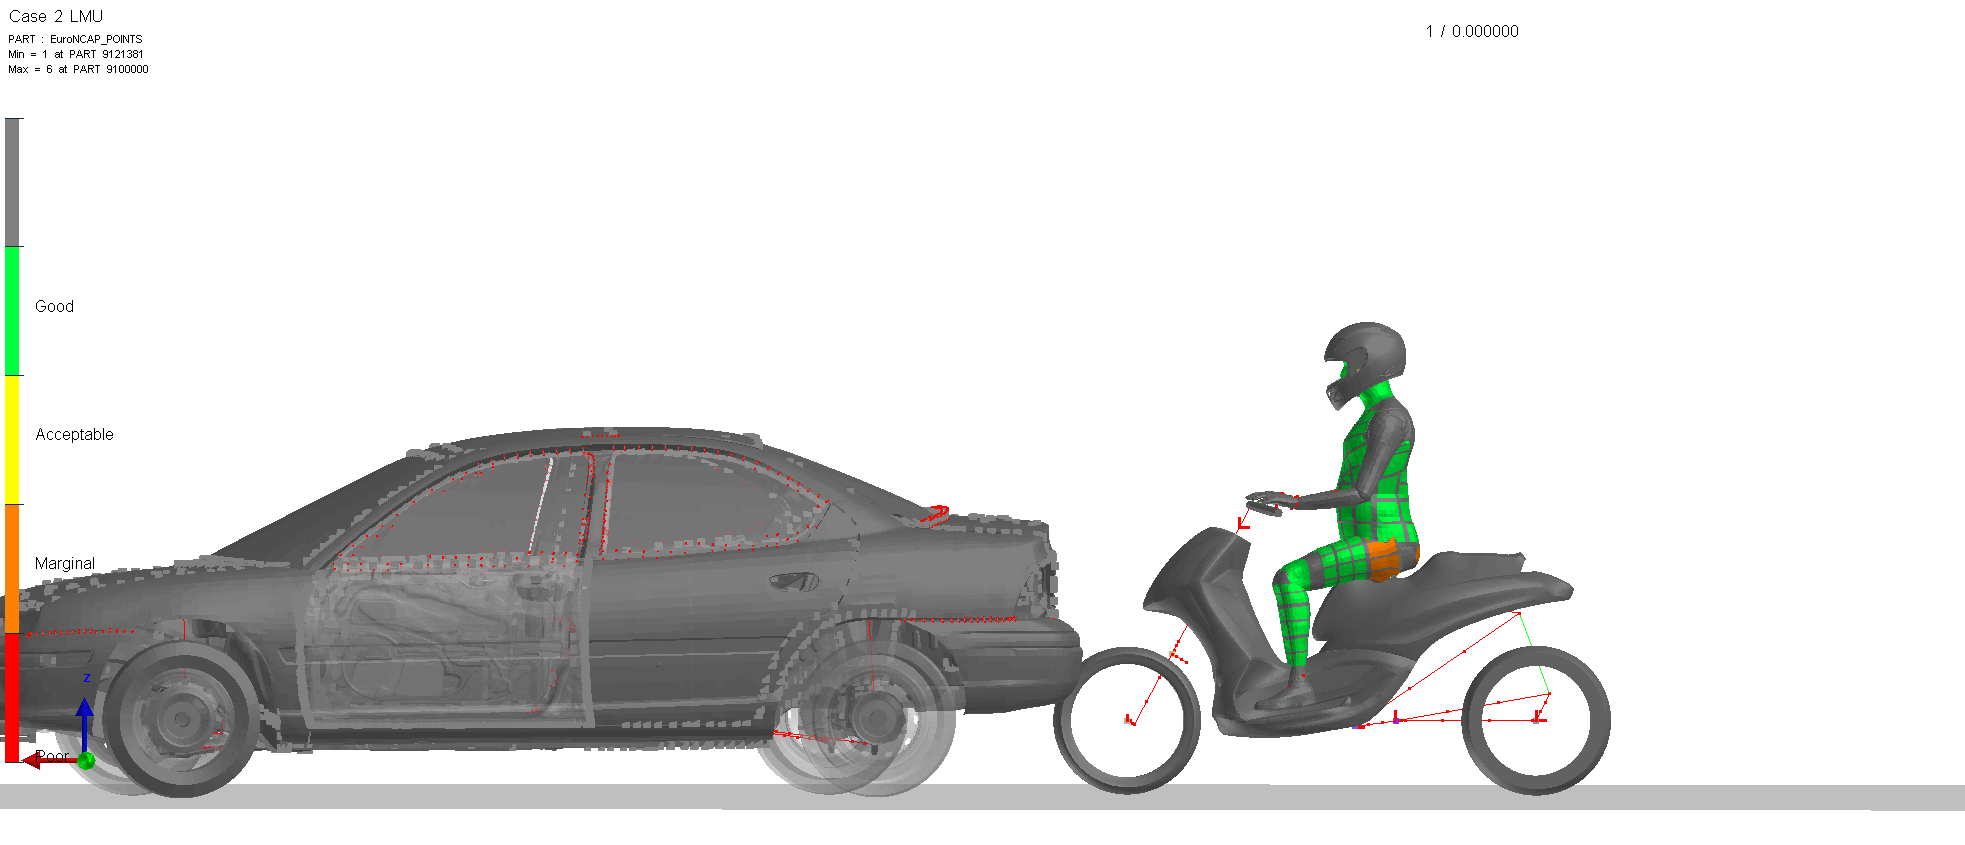 Case 2 LMU
PART : EuroNCAP_POINTS
Min = 1 at PART 9121381
Max = 6 at PART 9100000
1 / 0.000000
Good
Acceptable
Marginal
Poor
z